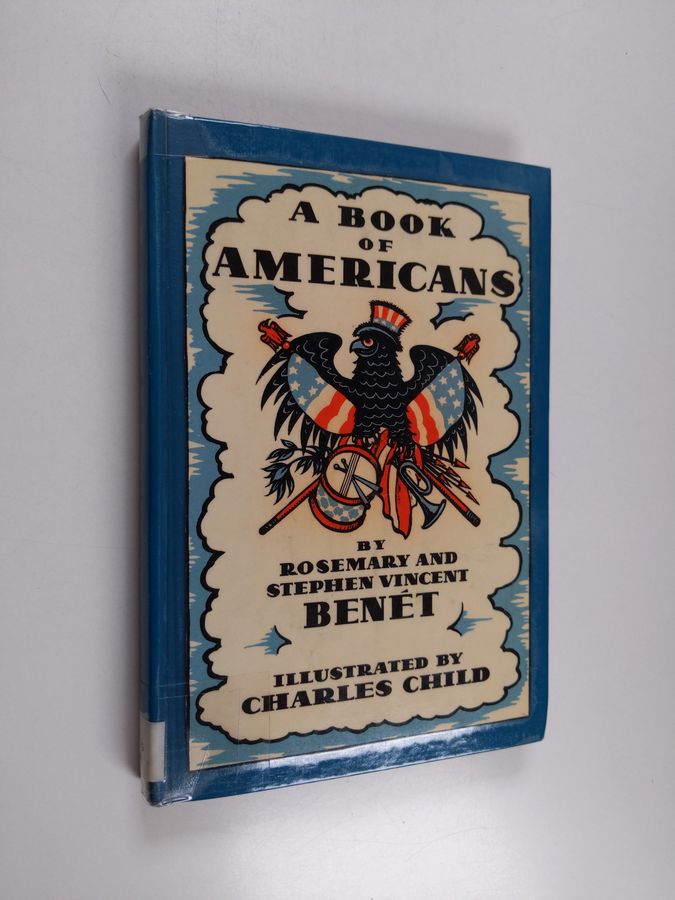 A BOOK
OF
AMERICANS
BY
ROSEMARY AND
STEPHEN VINCENT
BENÉT
ILLUSTRATED BY
CHARLES CHILD